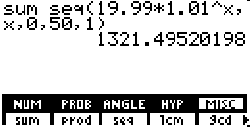 sum seq(19.99*1.01^x,
x,0,50,1)
1321.49520198
NUM PROB ANGLE HYP MISC
sum prod seq lcm gcd